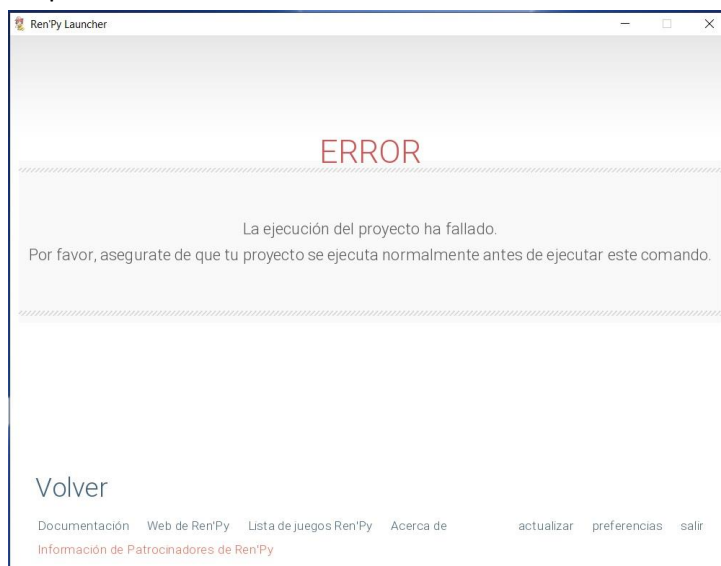 Ren'Py Launcher
ERROR
La ejecución del proyecto ha fallado.
Por favor, asegurate de que tu proyecto se ejecuta normalmente antes de ejecutar este comando.
Volver
Documentación Web de Ren'Py Lista de juegos Ren'Py Acerca de actualizar preferencias salir
Información de Patrocinadores de Ren'Py